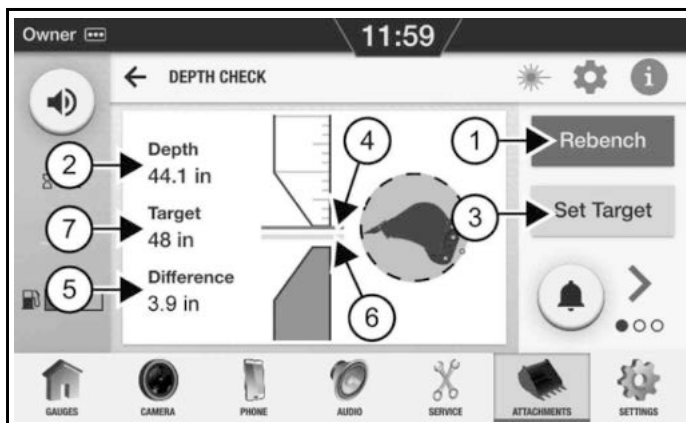 Owner
11:59
DEPTH CHECK
i
1
Rebench
Depth
44.1 in
2
4
3
Set Target
Target
48 in
7
Difference
3.9 in
5
6
GAUGES
CAMERA
PHONE
AUDIO
SERVICE
ATTACHMENTS
SETTINGS